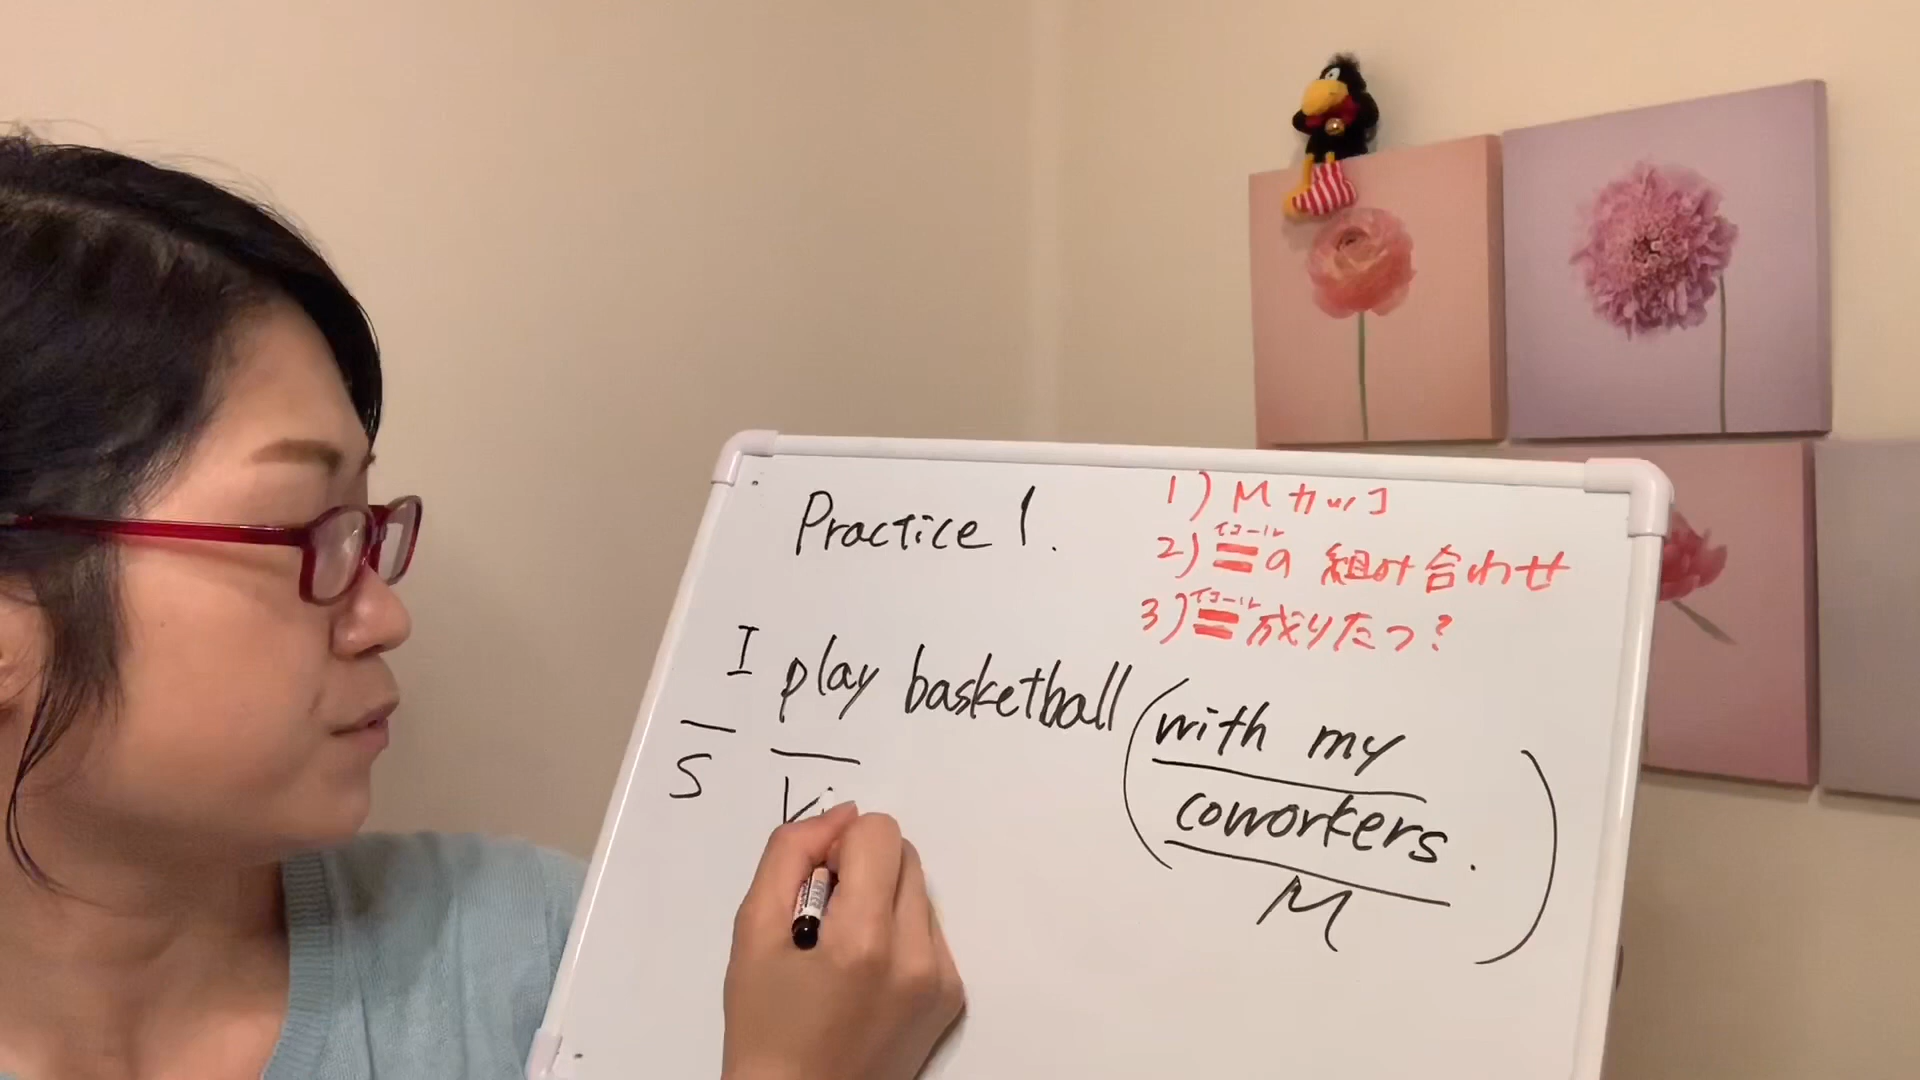 Practice 1.
1) M カッコ
2) イコール
= の 組み合わせ
3) イコール
= 成りたつ?
I play basketball (with my
coworkers.)
S V M